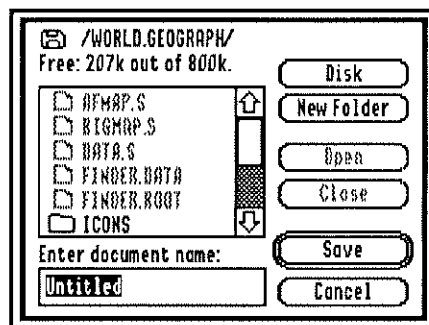 /WORLD.GEOGRAPH/
Free: 207k out of 800k.
AFMAP.S
BIGMAP.S
DATA.S
FINDER.DATA
FINDER.ROOT
ICONS
Enter document name:
Untitled
Disk
New Folder
Open
Close
Save
Cancel